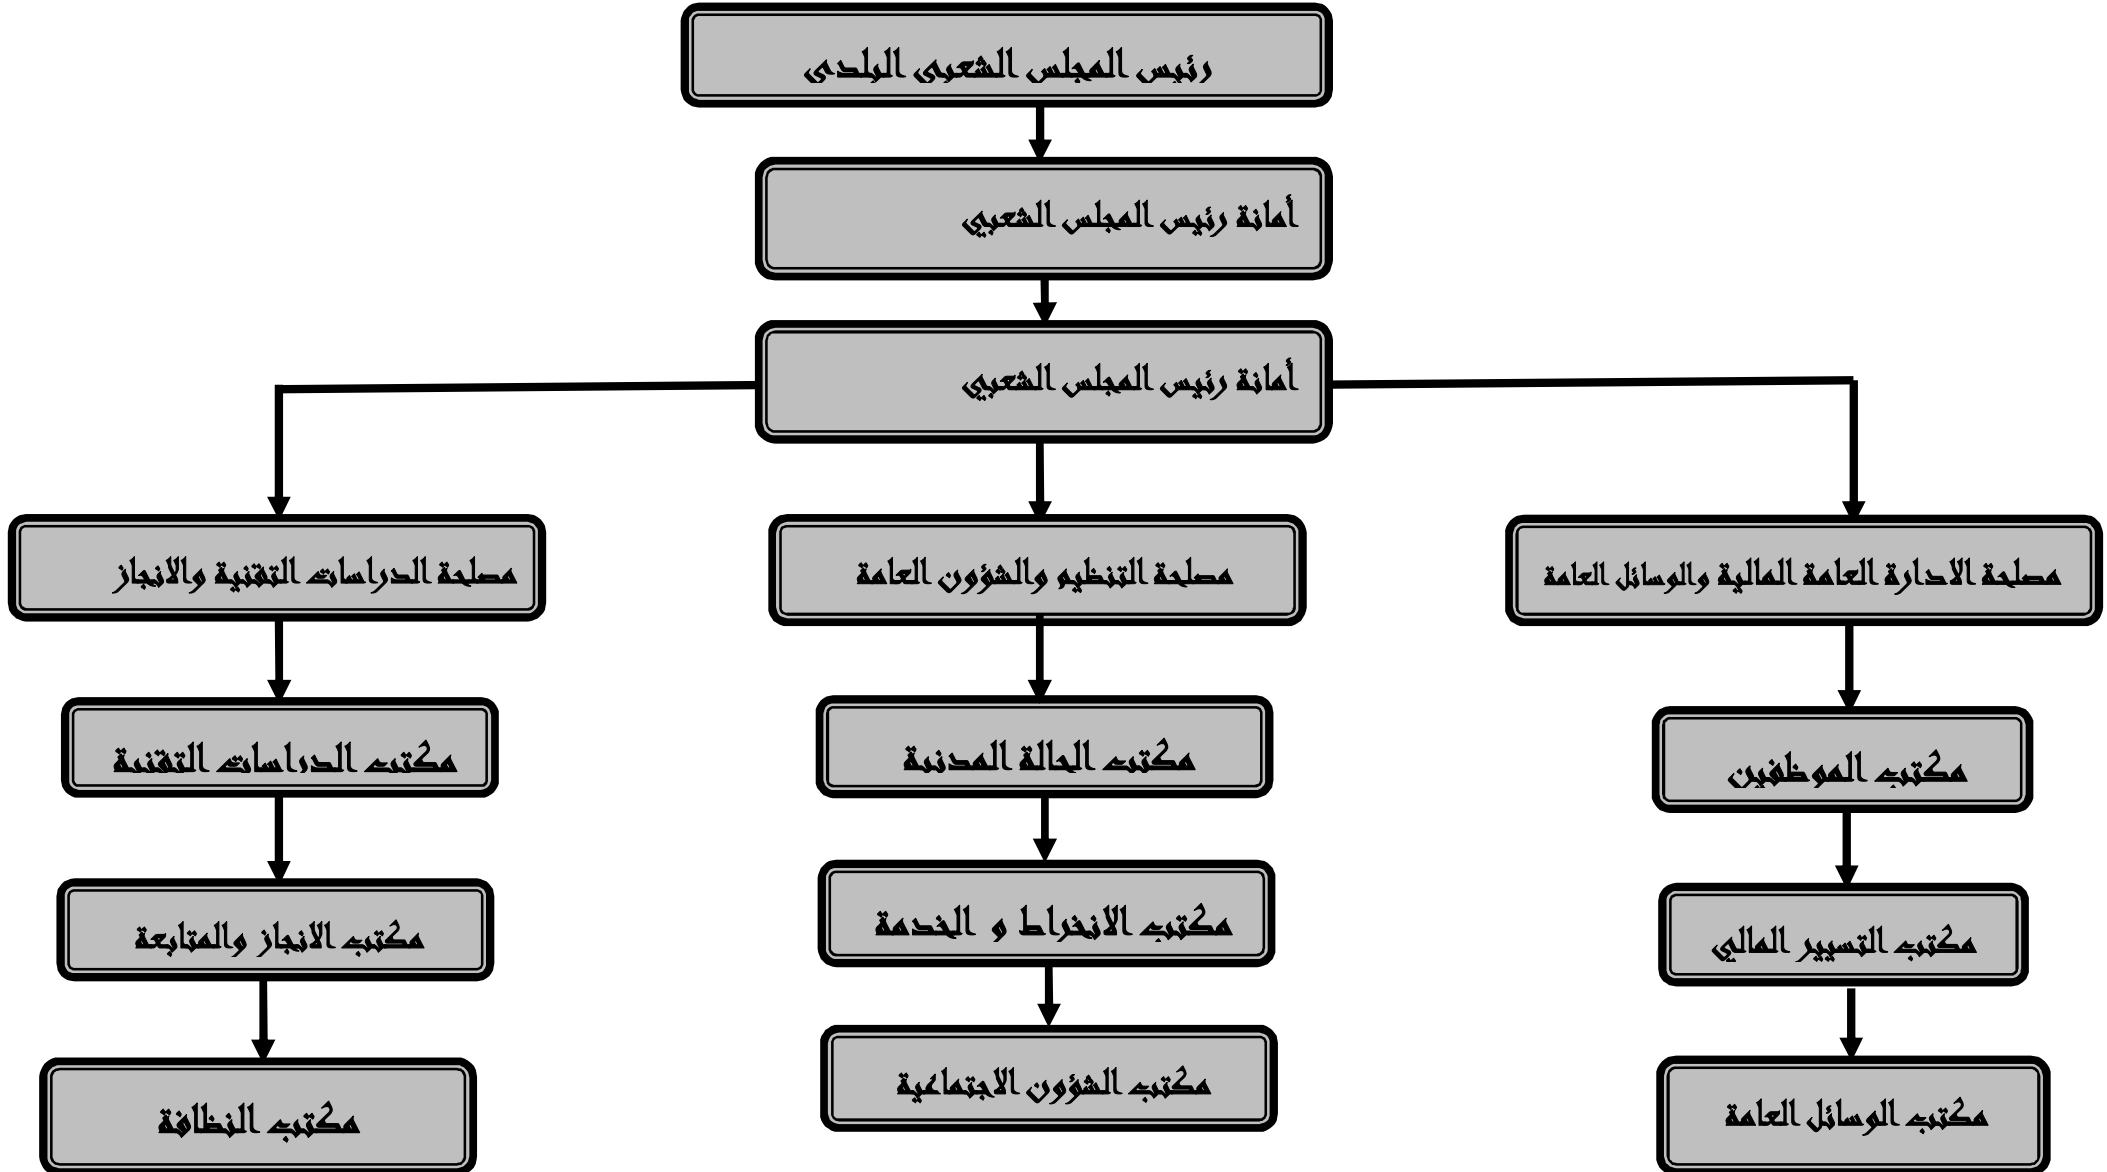 رئيس المجلس الشعبي البلدي
أمانة رئيس المجلس الشعبي
أمانة رئيس المجلس الشعبي
مصلحة الادارة العامة المالية والوسائل العامة
مصلحة التنظيم والشؤون العامة
مصلحة الدراسات التقنية والانجاز
مكتب الموظفين
مكتب الحالة المدنية
مكتب الدراسات التقنية
مكتب التسيير المالي
مكتب الانخراط و الخدمة
مكتب الانجاز والمتابعة
مكتب الوسائل العامة
مكتب الشؤون الاجتماعية
مكتب النظافة